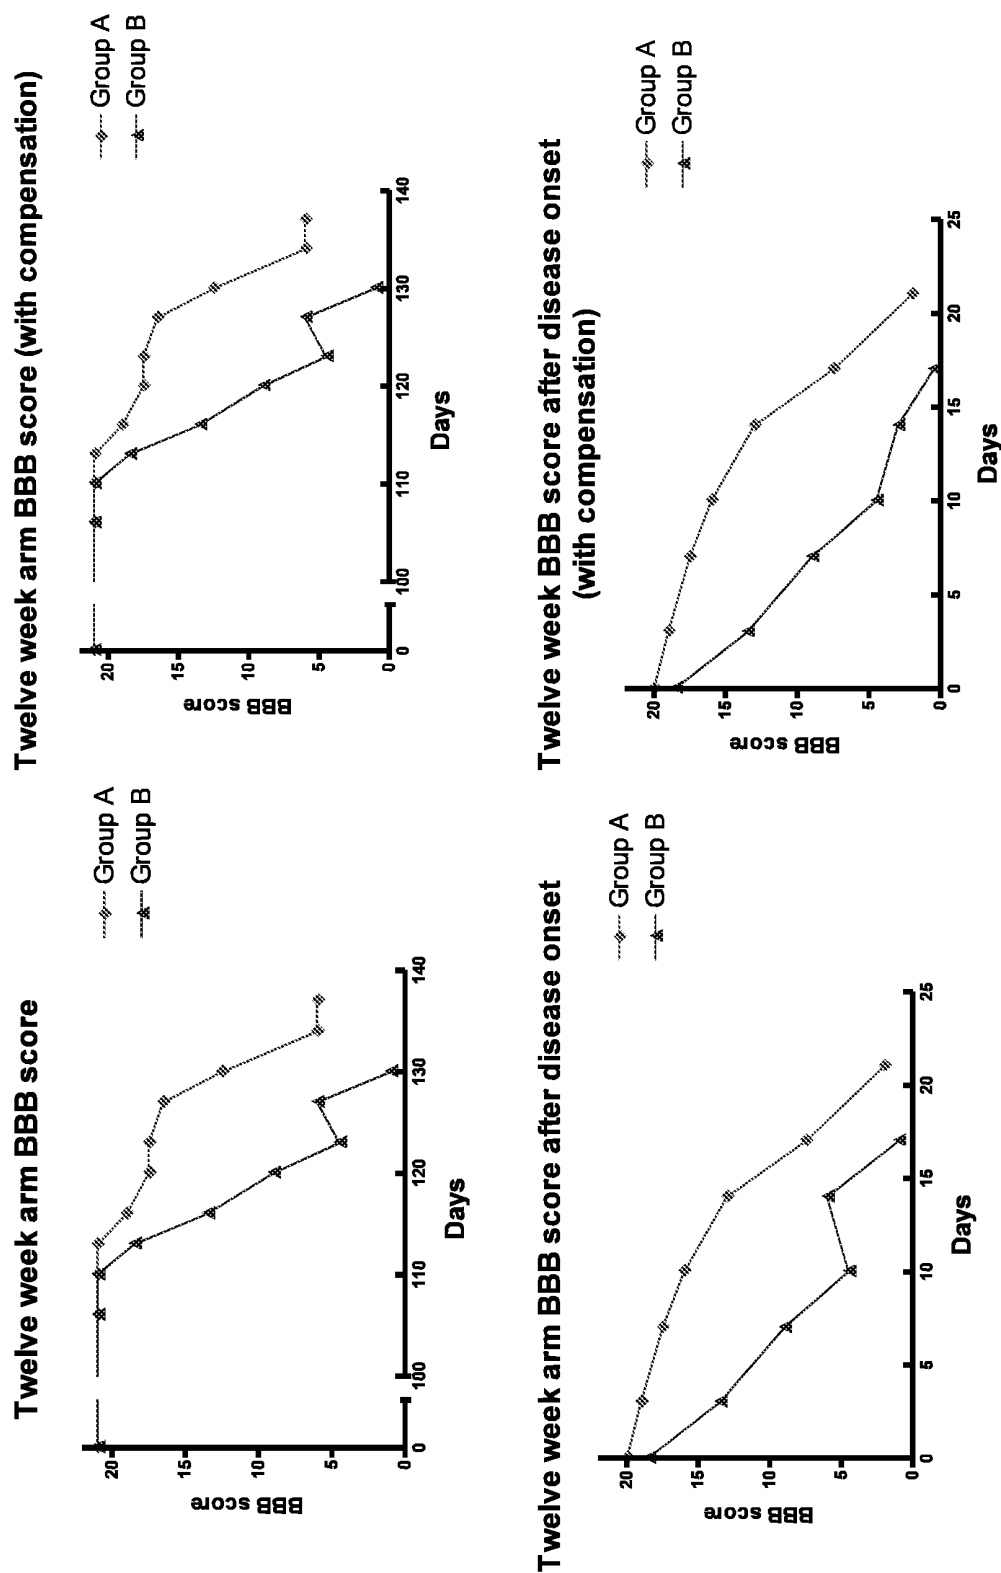 Twelve week arm BBB score
BBB score
20
15
10
5
0
0
100
110
120
130
140
Days
Group A
Group B
Twelve week arm BBB score (with compensation)
BBB score
20
15
10
5
0
0
100
110
120
130
140
Days
Group A
Group B
Twelve week arm BBB score after disease onset
BBB score
20
15
10
5
0
0
5
10
15
20
25
Days
Group A
Group B
Twelve week BBB score after disease onset
(with compensation)
BBB score
20
15
10
5
0
0
5
10
15
20
25
Days
Group A
Group B